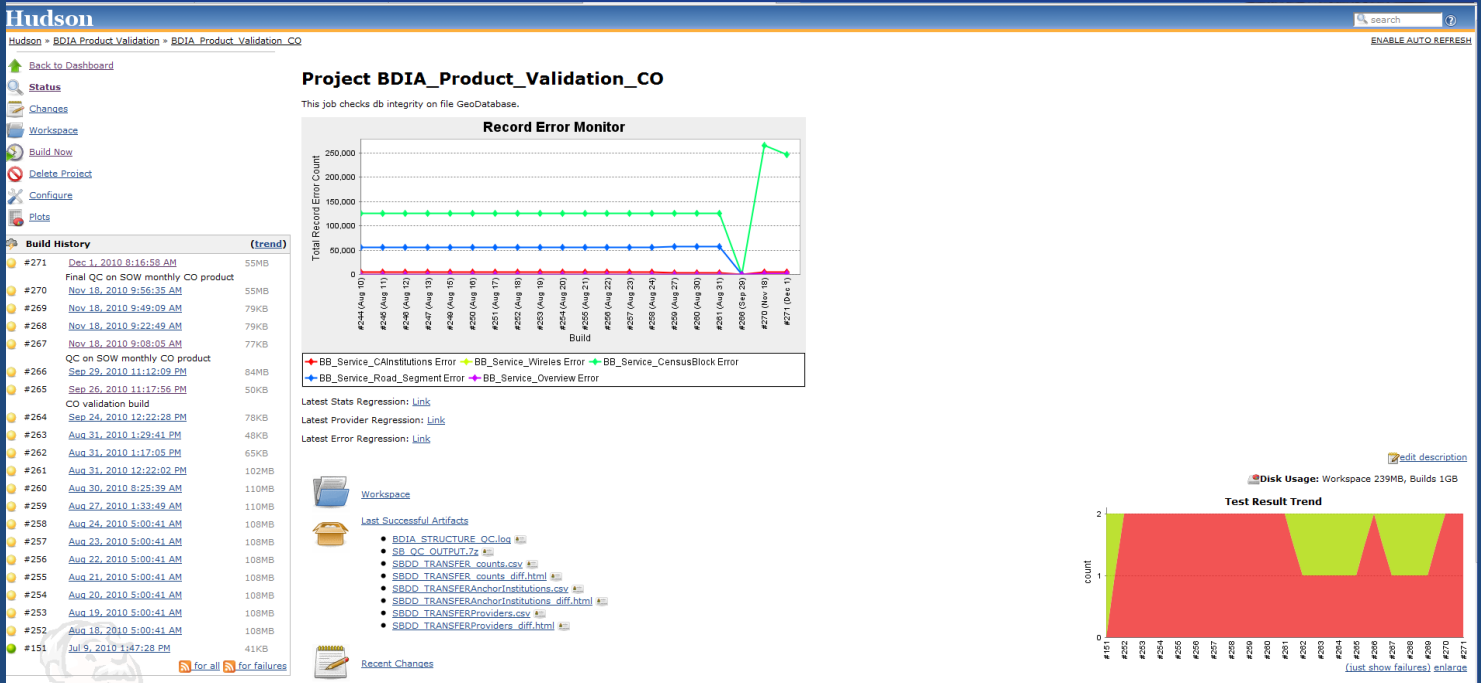 Hudson
search
Hudson » BDIA Product Validation » BDIA_Product_Validation_CO
ENABLE AUTO REFRESH
Back to Dashboard
Status
Changes
Workspace
Build Now
Delete Project
Configure
Plots
Build History (trend)
#271 Dec 1, 2010 8:16:58 AM 55MB
Final QC on SOW monthly CO product
#270 Nov 18, 2010 9:56:35 AM 55MB
#269 Nov 18, 2010 9:49:09 AM 79KB
#268 Nov 18, 2010 9:22:49 AM 79KB
#267 Nov 18, 2010 9:08:05 AM 77KB
QC on SOW monthly CO product
#266 Sep 29, 2010 11:12:09 PM 84MB
#265 Sep 26, 2010 11:17:56 PM 50KB
CO validation build
#264 Sep 24, 2010 12:22:28 PM 78KB
#263 Aug 31, 2010 1:29:41 PM 48KB
#262 Aug 31, 2010 1:17:05 PM 65KB
#261 Aug 31, 2010 12:22:02 PM 102MB
#260 Aug 30, 2010 8:25:39 AM 110MB
#259 Aug 27, 2010 1:33:49 AM 110MB
#258 Aug 24, 2010 5:00:41 AM 108MB
#257 Aug 23, 2010 5:00:41 AM 108MB
#256 Aug 22, 2010 5:00:41 AM 108MB
#255 Aug 21, 2010 5:00:41 AM 108MB
#254 Aug 20, 2010 5:00:41 AM 108MB
#253 Aug 19, 2010 5:00:41 AM 108MB
#252 Aug 18, 2010 5:00:41 AM 108MB
#151 Jul 9, 2010 1:47:28 PM 41KB
for all for failures
Project BDIA_Product_Validation_CO
This job checks db integrity on file GeoDatabase.
Record Error Monitor
Total Record Error Count
250,000
200,000
150,000
100,000
50,000
0
#244 (Aug 10)
#245 (Aug 11)
#246 (Aug 12)
#247 (Aug 13)
#249 (Aug 15)
#250 (Aug 16)
#251 (Aug 17)
#252 (Aug 18)
#253 (Aug 19)
#254 (Aug 20)
#255 (Aug 21)
#256 (Aug 22)
#257 (Aug 23)
#258 (Aug 24)
#259 (Aug 27)
#260 (Aug 30)
#261 (Aug 31)
#266 (Sep 29)
#270 (Nov 18)
#271 (Dec 1)
Build
BB_Service_CAInstitutions Error BB_Service_Wireles Error BB_Service_CensusBlock Error
BB_Service_Road_Segment Error BB_Service_Overview Error
Latest Stats Regression: Link
Latest Provider Regression: Link
Latest Error Regression: Link
Workspace
Last Successful Artifacts
BDIA_STRUCTURE_QC.log
SB_QC_OUTPUT.7z
SBDD_TRANSFER_counts.csv
SBDD_TRANSFER_counts_diff.html
SBDD_TRANSFERAnchorInstitutions.csv
SBDD_TRANSFERAnchorInstitutions_diff.html
SBDD_TRANSFERProviders.csv
SBDD_TRANSFERProviders_diff.html
Recent Changes
edit description
Disk Usage: Workspace 239MB, Builds 1GB
Test Result Trend
count
2
1
0
#151
#252
#253
#254
#255
#256
#257
#258
#259
#260
#261
#262
#263
#264
#265
#266
#267
#268
#269
#270
#271
(just show failures) enlarge